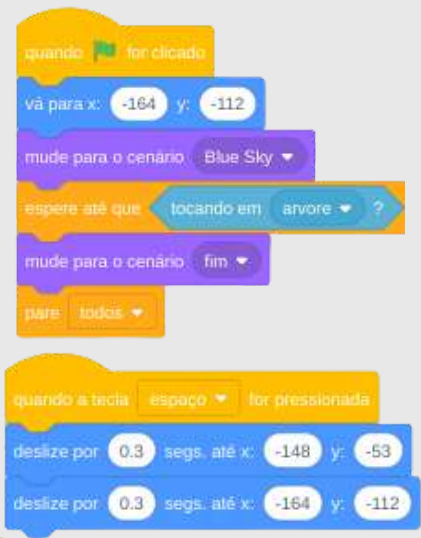 quando for clicado
vá para x: -164 y: -112
mude para o cenário Blue Sky
espere até que tocando em arvore ?
mude para o cenário fim
pare todos
quando a tecla espaço for pressionada
deslize por 0.3 segs. até x: -148 y: -53
deslize por 0.3 segs. até x: -164 y: -112